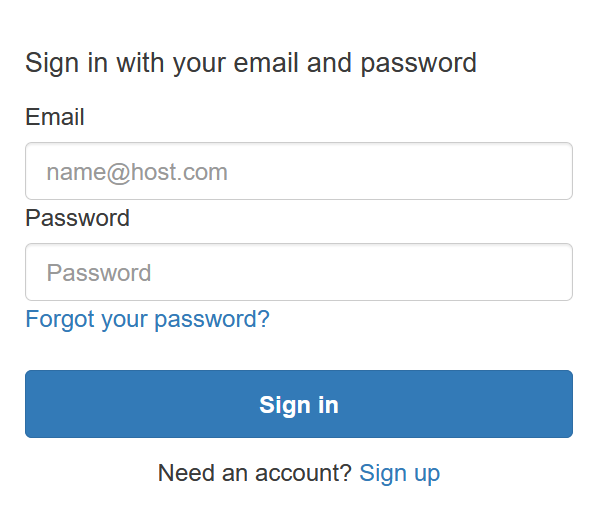 Sign in with your email and password
Email
name@host.com
Password
Password
Forgot your password?
Sign in
Need an account? Sign up